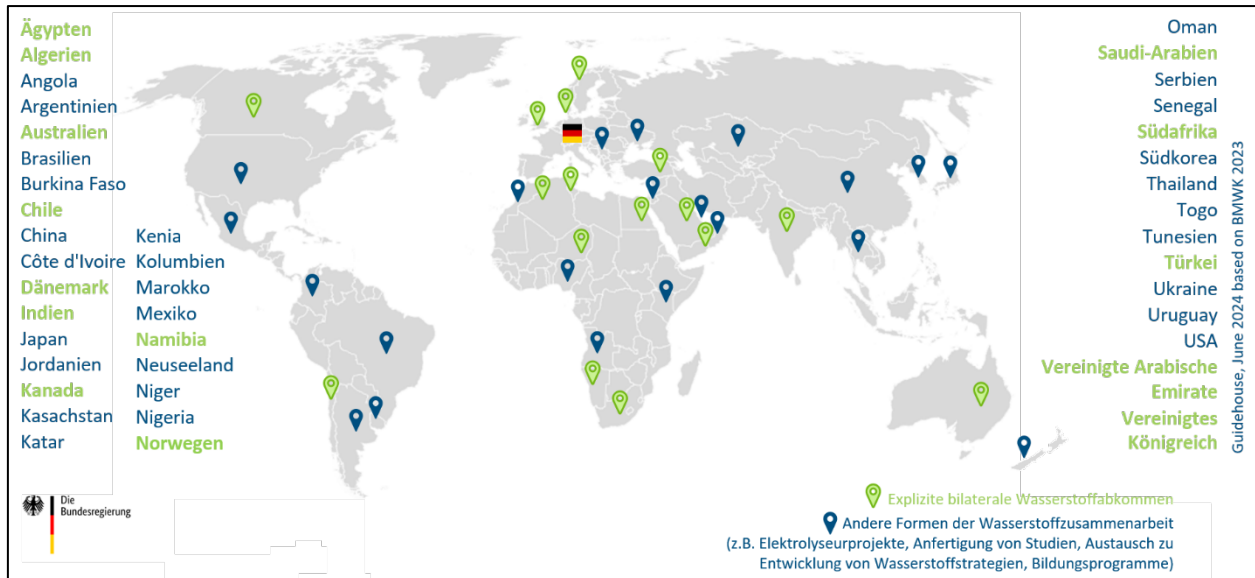 Ägypten
Algerien
Angola
Argentinien
Australien
Brasilien
Burkina Faso
Chile
China
Côte d'Ivoire
Dänemark
Indien
Japan
Jordanien
Kanada
Kasachstan
Katar
Kenia
Kolumbien
Marokko
Mexiko
Namibia
Neuseeland
Niger
Nigeria
Norwegen
Oman
Saudi-Arabien
Serbien
Senegal
Südafrika
Südkorea
Thailand
Togo
Tunesien
Türkei
Ukraine
Uruguay
USA
Vereinigte Arabische
Emirate
Vereinigtes
Königreich
Guidehouse, June 2024 based on BMWK 2023
Die
Bundesregierung
Explizite bilaterale Wasserstoffabkommen
Andere Formen der Wasserstoffzusammenarbeit
(z.B. Elektrolyseurprojekte, Anfertigung von Studien, Austausch zu
Entwicklung von Wasserstoffstrategien, Bildungsprogramme)